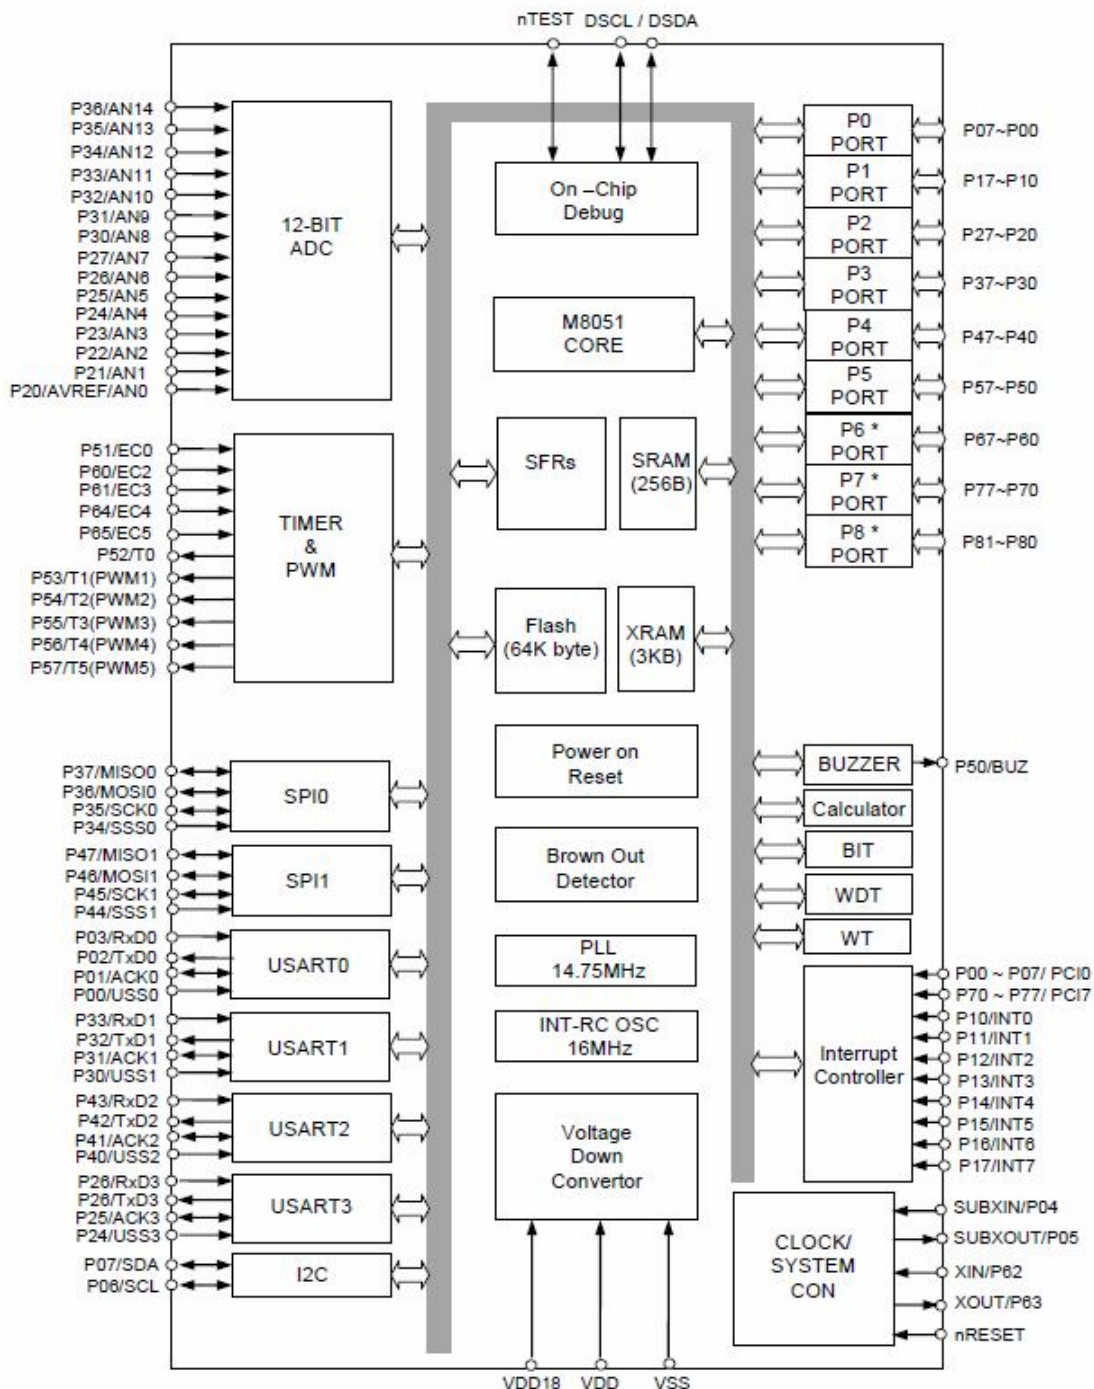 nTEST DSCL / DSDA
P36/AN14
P35/AN13
P34/AN12
P33/AN11
P32/AN10
P31/AN9
P30/AN8
P27/AN7
P26/AN6
P25/AN5
P24/AN4
P23/AN3
P22/AN2
P21/AN1
P20/AVREF/AN0
12-BIT
ADC
P51/EC0
P60/EC2
P61/EC3
P64/EC4
P65/EC5
P52/T0
P53/T1(PWM1)
P54/T2(PWM2)
P55/T3(PWM3)
P56/T4(PWM4)
P57/T5(PWM5)
TIMER
&
PWM
P37/MISO0
P36/MOSI0
P35/SCK0
P34/SSS0
SPI0
P47/MISO1
P46/MOSI1
P45/SCK1
P44/SSS1
SPI1
P03/RxD0
P02/TxD0
P01/ACK0
P00/USS0
USART0
P33/RxD1
P32/TxD1
P31/ACK1
P30/USS1
USART1
P43/RxD2
P42/TxD2
P41/ACK2
P40/USS2
USART2
P26/RxD3
P26/TxD3
P25/ACK3
P24/USS3
USART3
P07/SDA
P06/SCL
I2C
On –Chip
Debug
M8051
CORE
SFRs
SRAM
(256B)
Flash
(64K byte)
XRAM
(3KB)
Power on
Reset
Brown Out
Detector
PLL
14.75MHz
INT-RC OSC
16MHz
Voltage
Down
Convertor
VDD18 VDD VSS
P0
PORT
P07~P00
P1
PORT
P17~P10
P2
PORT
P27~P20
P3
PORT
P37~P30
P4
PORT
P47~P40
P5
PORT
P57~P50
P6 *
PORT
P67~P60
P7 *
PORT
P77~P70
P8 *
PORT
P81~P80
BUZZER
P50/BUZ
Calculator
BIT
WDT
WT
Interrupt
Controller
P00 ~ P07/ PCI0
P70 ~ P77/ PCI7
P10/INT0
P11/INT1
P12/INT2
P13/INT3
P14/INT4
P15/INT5
P16/INT6
P17/INT7
CLOCK/
SYSTEM
CON
SUBXIN/P04
SUBXOUT/P05
XIN/P62
XOUT/P63
nRESET